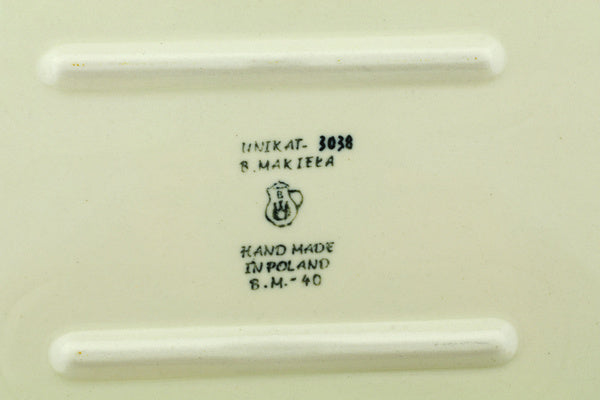 UNIKAT- 3038
B. MAKIEŁA
B
HAND MADE
IN POLAND
B.M.-40